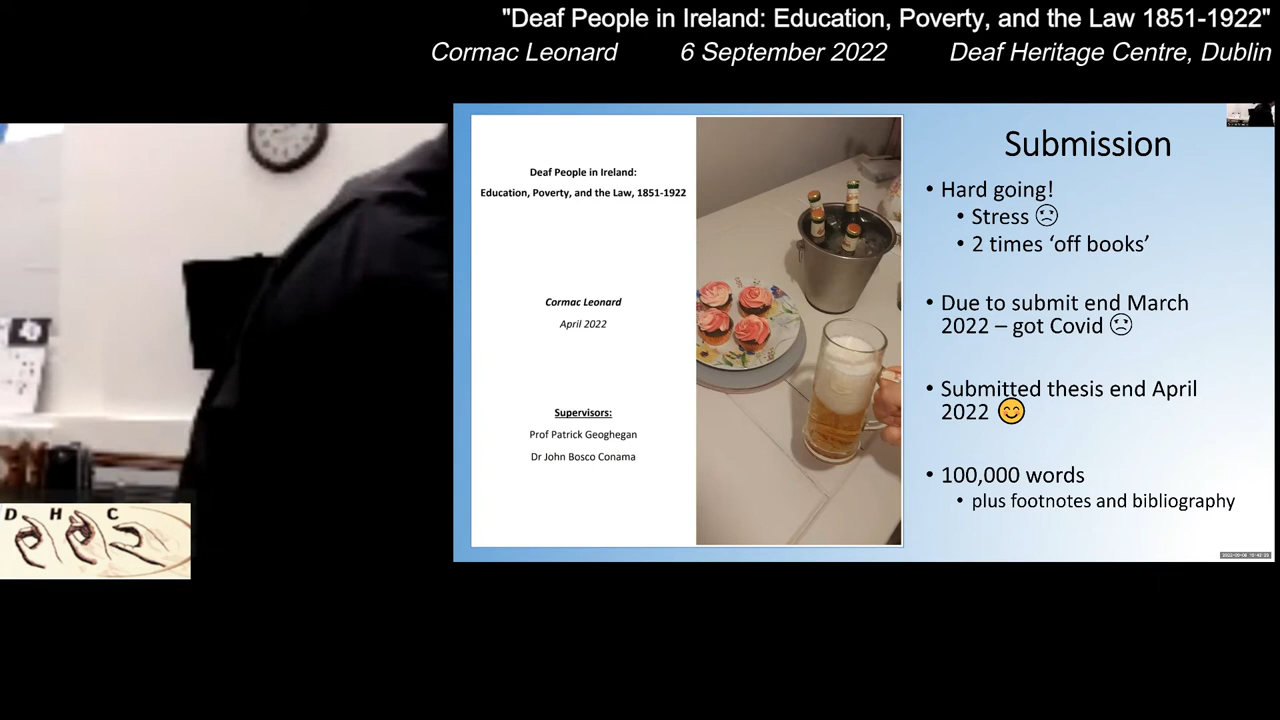 "Deaf People in Ireland: Education, Poverty, and the Law 1851-1922"
Cormac Leonard 6 September 2022 Deaf Heritage Centre, Dublin
Deaf People in Ireland:
Education, Poverty, and the Law, 1851-1922
Cormac Leonard
April 2022
Supervisors:
Prof Patrick Geoghegan
Dr John Bosco Conama
Submission
• Hard going!
• Stress
• 2 times ‘off books’
• Due to submit end March
2022 – got Covid
• Submitted thesis end April
2022
• 100,000 words
• plus footnotes and bibliography
D H C